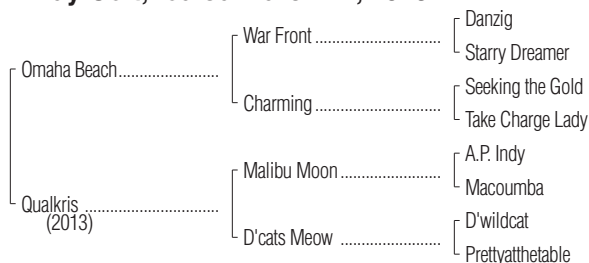 Danzig
War Front ....................................
Starry Dreamer
Omaha Beach.............................
Seeking the Gold
Charming ....................................
Take Charge Lady
A.P. Indy
Malibu Moon .............................
Macoumba
Qualkris .......................................
(2013)
D'wildcat
D'cats Meow .............................
Prettyatthetable